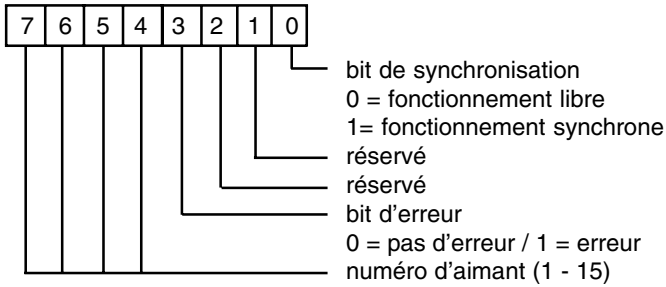 7 6 5 4 3 2 1 0
bit de synchronisation
0 = fonctionnement libre
1= fonctionnement synchrone
réservé
réservé
bit d'erreur
0 = pas d'erreur / 1 = erreur
numéro d'aimant (1 - 15)